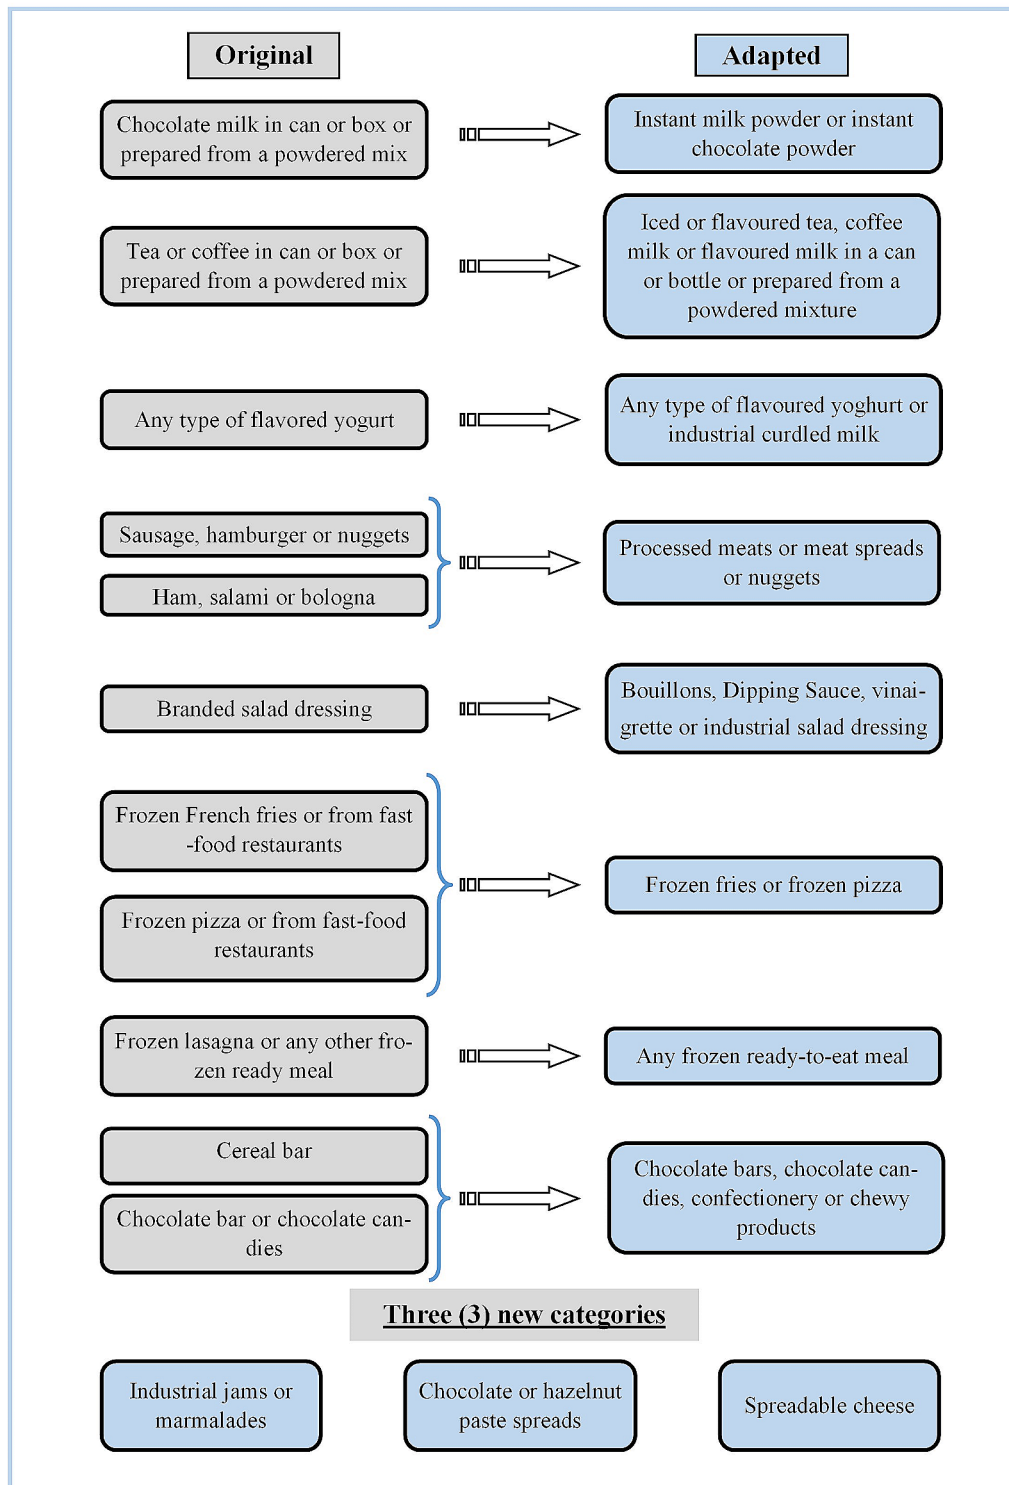 Original
Adapted
Chocolate milk in can or box or
prepared from a powdered mix
Instant milk powder or instant
chocolate powder
Tea or coffee in can or box or
prepared from a powdered mix
Iced or flavoured tea, coffee
milk or flavoured milk in a can
or bottle or prepared from a
powdered mixture
Any type of flavored yogurt
Any type of flavoured yoghurt or
industrial curdled milk
Sausage, hamburger or nuggets
Ham, salami or bologna
Processed meats or meat spreads
or nuggets
Branded salad dressing
Bouillons, Dipping Sauce, vinai-
grette or industrial salad dressing
Frozen French fries or from fast
-food restaurants
Frozen pizza or from fast-food
restaurants
Frozen fries or frozen pizza
Frozen lasagna or any other fro-
zen ready meal
Any frozen ready-to-eat meal
Cereal bar
Chocolate bar or chocolate can-
dies
Chocolate bars, chocolate can-
dies, confectionery or chewy
products
Three (3) new categories
Industrial jams or
marmalades
Chocolate or hazelnut
paste spreads
Spreadable cheese